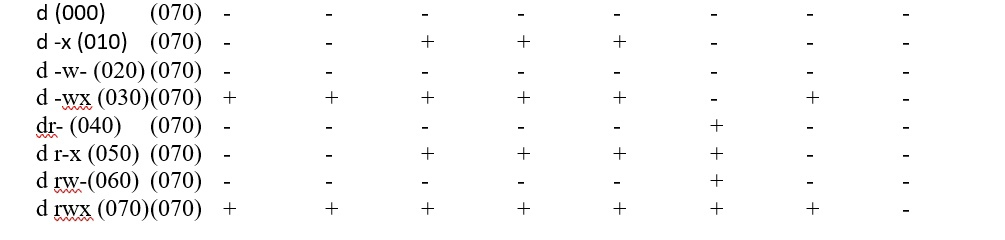 d (000) (070) - - - - - - - -
d -x (010) (070) - - + + + - - -
d -w- (020) (070) - - - - - - - -
d -wx (030)(070) + + + + + - + -
dr- (040) (070) - - - - - + - -
d r-x (050) (070) - - + + + + - -
d rw-(060) (070) - - - - - + - -
d rwx (070)(070) + + + + + + + -